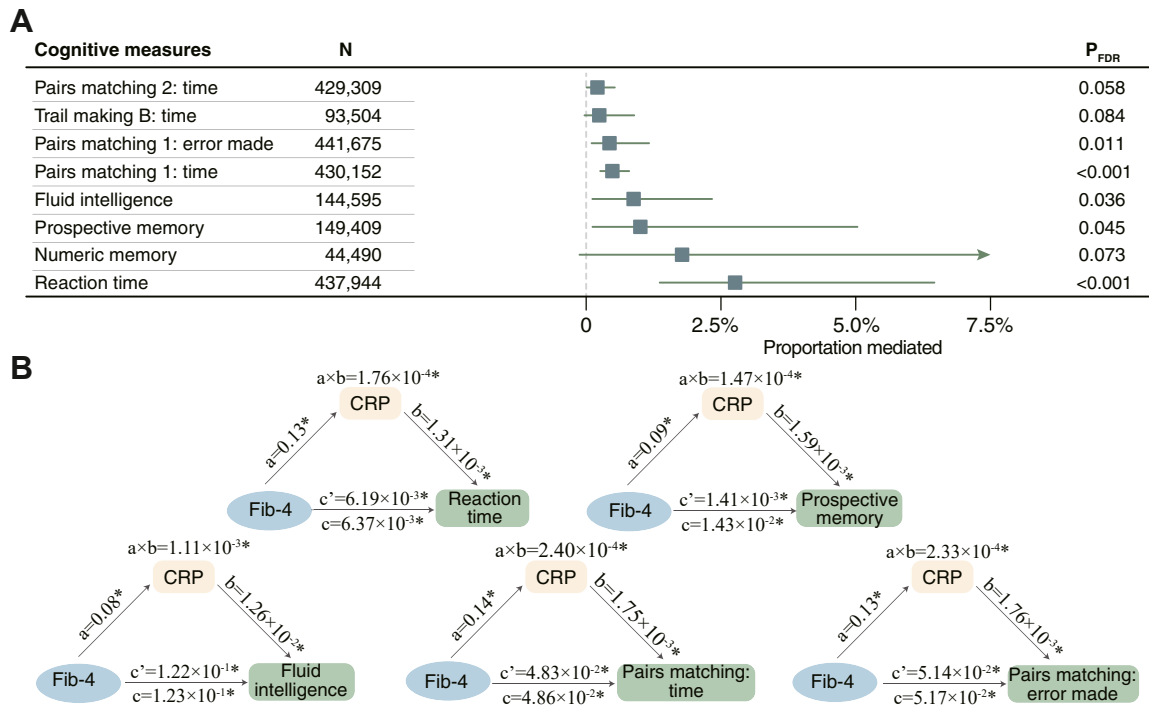 A
Cognitive measures N P_FDR
Pairs matching 2: time 429,309 0.058
Trail making B: time 93,504 0.084
Pairs matching 1: error made 441,675 0.011
Pairs matching 1: time 430,152 <0.001
Fluid intelligence 144,595 0.036
Prospective memory 149,409 0.045
Numeric memory 44,490 0.073
Reaction time 437,944 <0.001
0 2.5% 5.0% 7.5%
Proportation mediated
B
a×b=1.76×10⁻⁴*
CRP
a=0.13*
b=1.31×10⁻³*
Fib-4
c'=6.19×10⁻³*
c=6.37×10⁻³*
Reaction
time
a×b=1.47×10⁻⁴*
CRP
a=0.09*
b=1.59×10⁻³*
Fib-4
c'=1.41×10⁻³*
c=1.43×10⁻²*
Prospective
memory
a×b=1.11×10⁻³*
CRP
a=0.08*
b=1.26×10⁻²*
Fib-4
c'=1.22×10⁻¹*
c=1.23×10⁻¹*
Fluid
intelligence
a×b=2.40×10⁻⁴*
CRP
a=0.14*
b=1.75×10⁻³*
Fib-4
c'=4.83×10⁻²*
c=4.86×10⁻²*
Pairs matching:
time
a×b=2.33×10⁻⁴*
CRP
a=0.13*
b=1.76×10⁻³*
Fib-4
c'=5.14×10⁻²*
c=5.17×10⁻²*
Pairs matching:
error made